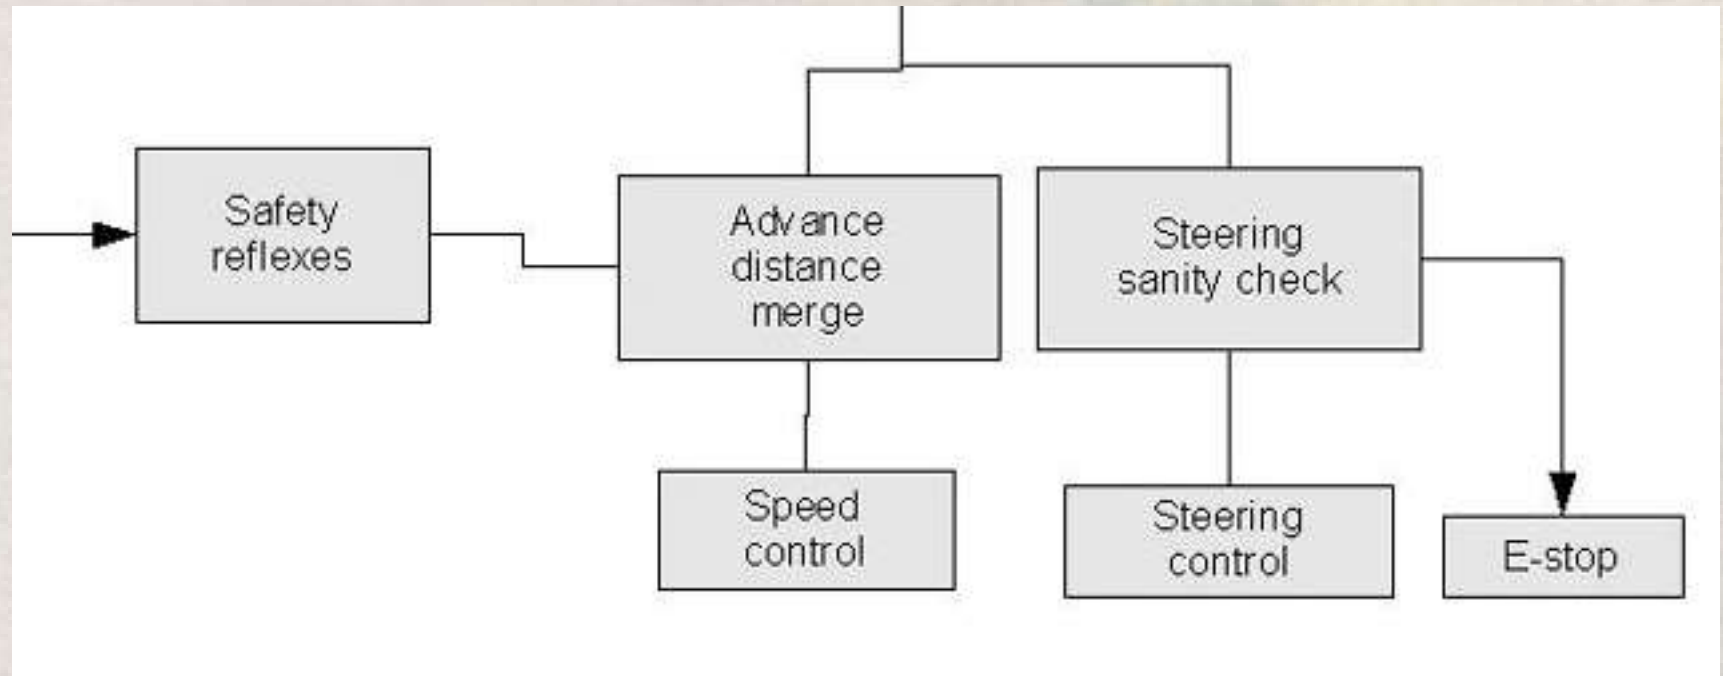 Safety
reflexes
Advance
distance
merge
Steering
sanity check
Speed
control
Steering
control
E-stop